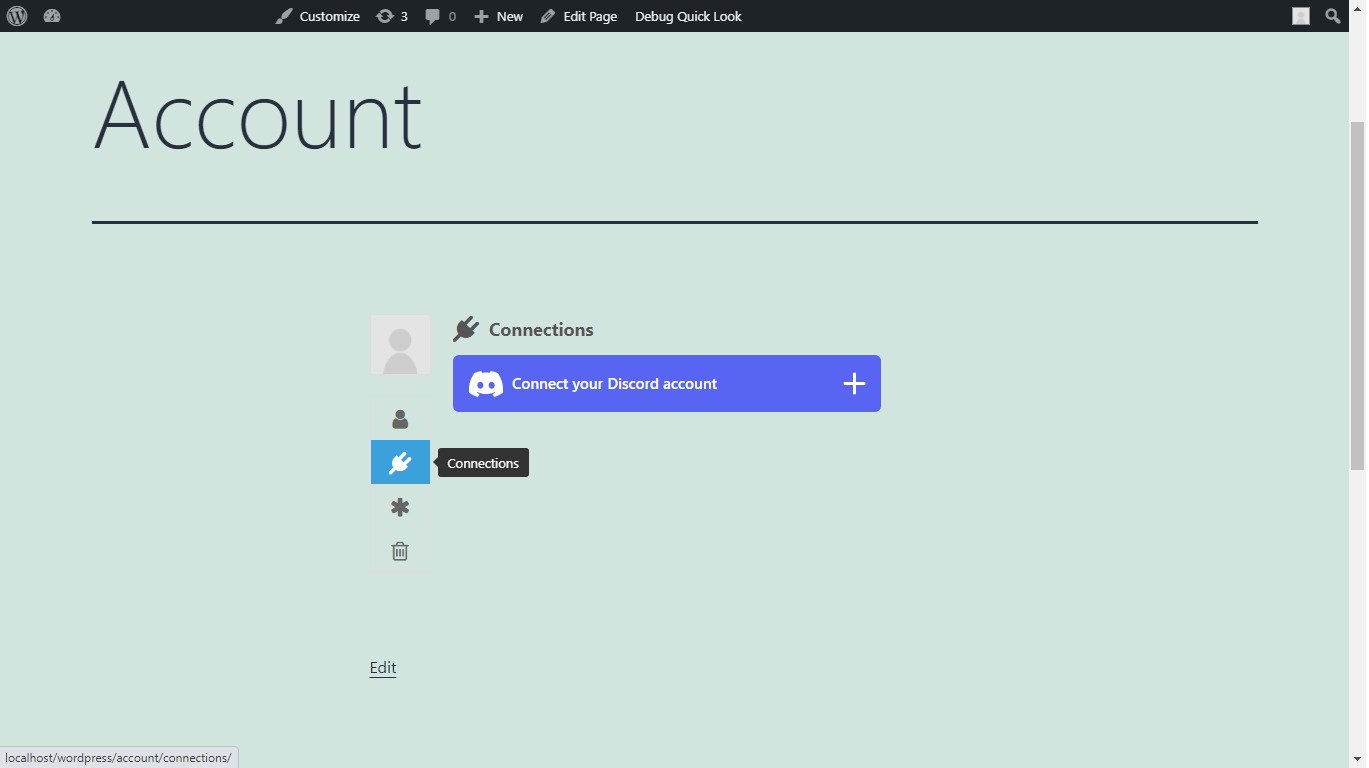 Customize 3 0 New Edit Page Debug Quick Look
Account
Connections
Connect your Discord account
Connections
Edit
localhost/wordpress/account/connections/